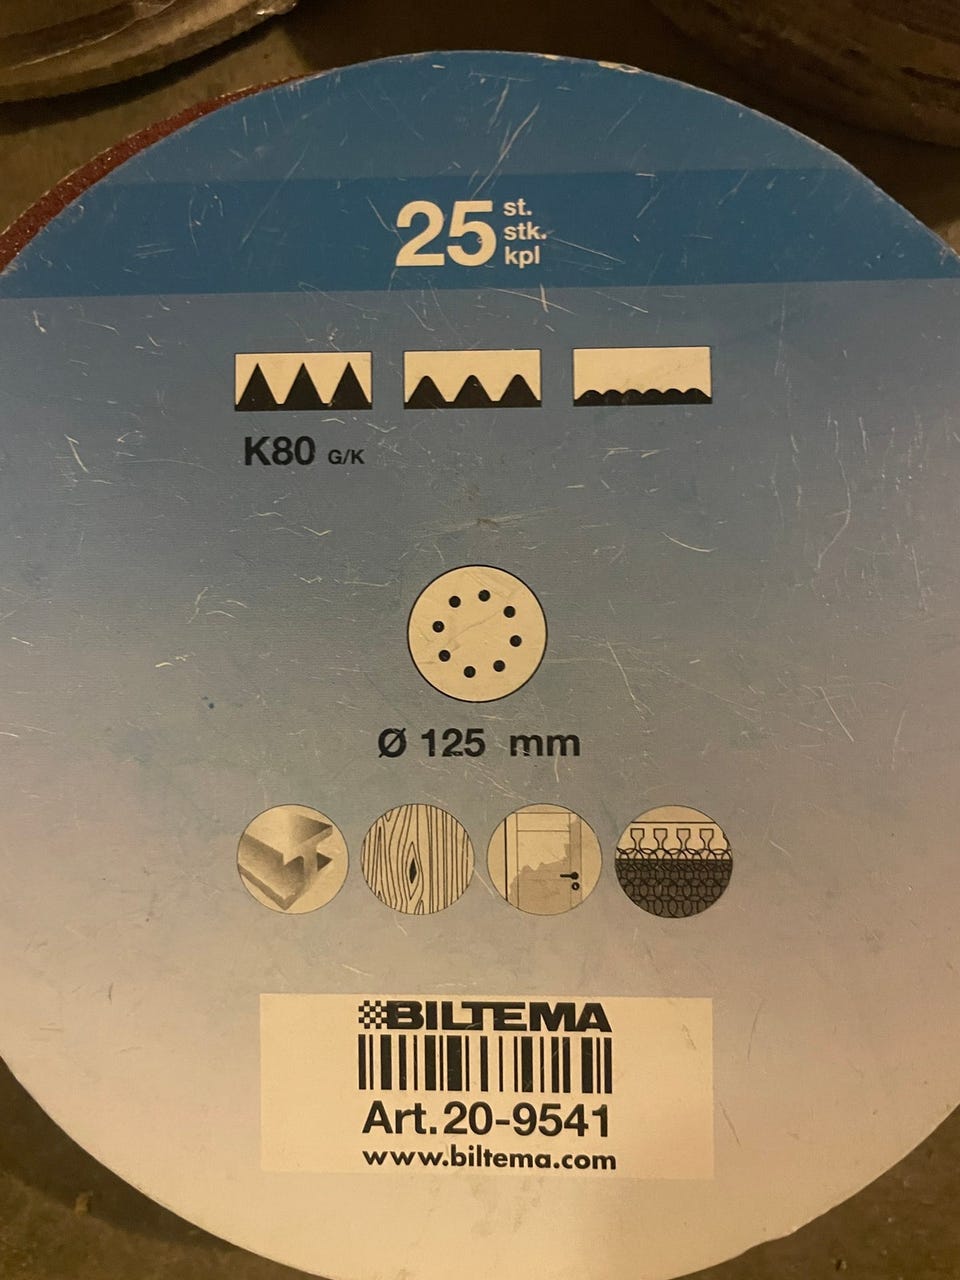 25 st.
stk.
kpl
K80 G/K
Ø 125 mm
BILTEMA
Art. 20-9541
www.biltema.com